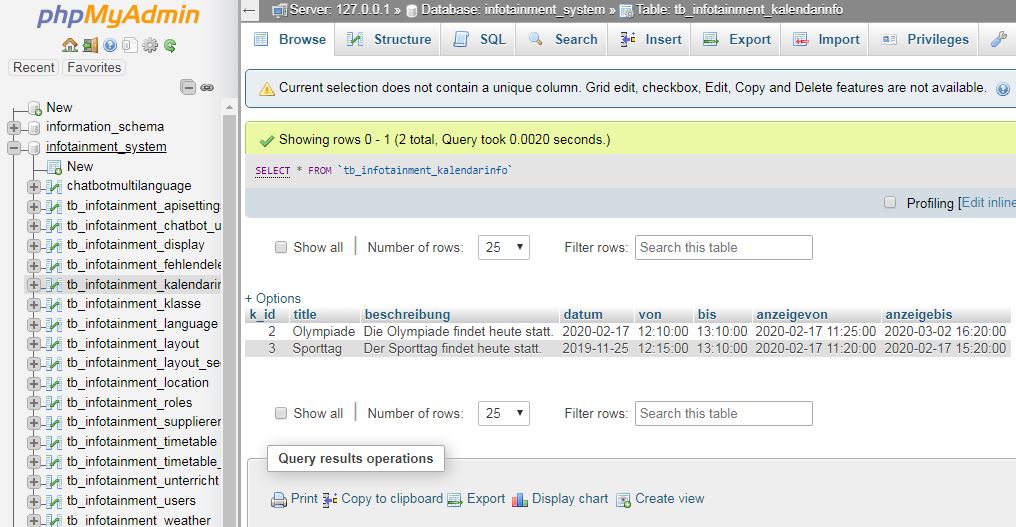 phpMyAdmin
Recent Favorites
New
information_schema
infotainment_system
New
chatbotmultilanguage
tb_infotainment_apisettings
tb_infotainment_chatbot_u
tb_infotainment_display
tb_infotainment_fehlendele
tb_infotainment_kalendarin
tb_infotainment_klasse
tb_infotainment_language
tb_infotainment_layout
tb_infotainment_layout_se
tb_infotainment_location
tb_infotainment_roles
tb_infotainment_supplierer
tb_infotainment_timetable
tb_infotainment_timetable_
tb_infotainment_unterricht
tb_infotainment_users
tb_infotainment_weather
Server: 127.0.0.1 » Database: infotainment_system » Table: tb_infotainment_kalendarinfo
Browse Structure SQL Search Insert Export Import Privileges
Current selection does not contain a unique column. Grid edit, checkbox, Edit, Copy and Delete features are not available.
Showing rows 0 - 1 (2 total, Query took 0.0020 seconds.)
SELECT * FROM `tb_infotainment_kalendarinfo`
Profiling [Edit inline
Show all | Number of rows: 25 Filter rows: Search this table
+ Options
k_id title beschreibung datum von bis anzeigevon anzeigebis
2 Olympiade Die Olympiade findet heute statt. 2020-02-17 12:10:00 13:10:00 2020-02-17 11:25:00 2020-03-02 16:20:00
3 Sporttag Der Sporttag findet heute statt. 2019-11-25 12:15:00 13:10:00 2020-02-17 11:20:00 2020-02-17 15:20:00
Show all | Number of rows: 25 Filter rows: Search this table
Query results operations
Print Copy to clipboard Export Display chart Create view